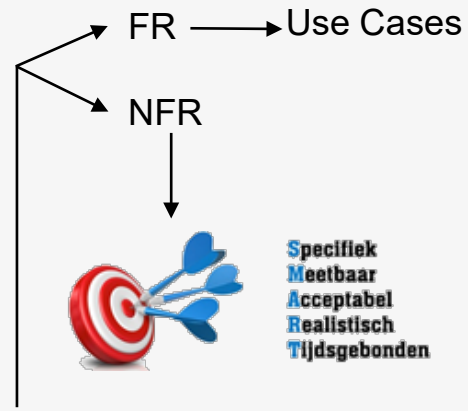 FR
Use Cases
NFR
Specifiek
Meetbaar
Acceptabel
Realistisch
Tijdsgebonden